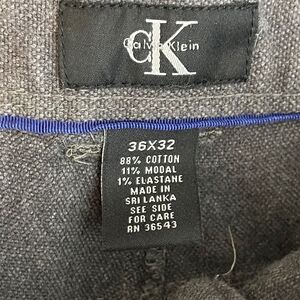 Calvin Klein
CK
36X32
88% COTTON
11% MODAL
1% ELASTANE
MADE IN
SRI LANKA
SEE SIDE
FOR CARE
RN 36543